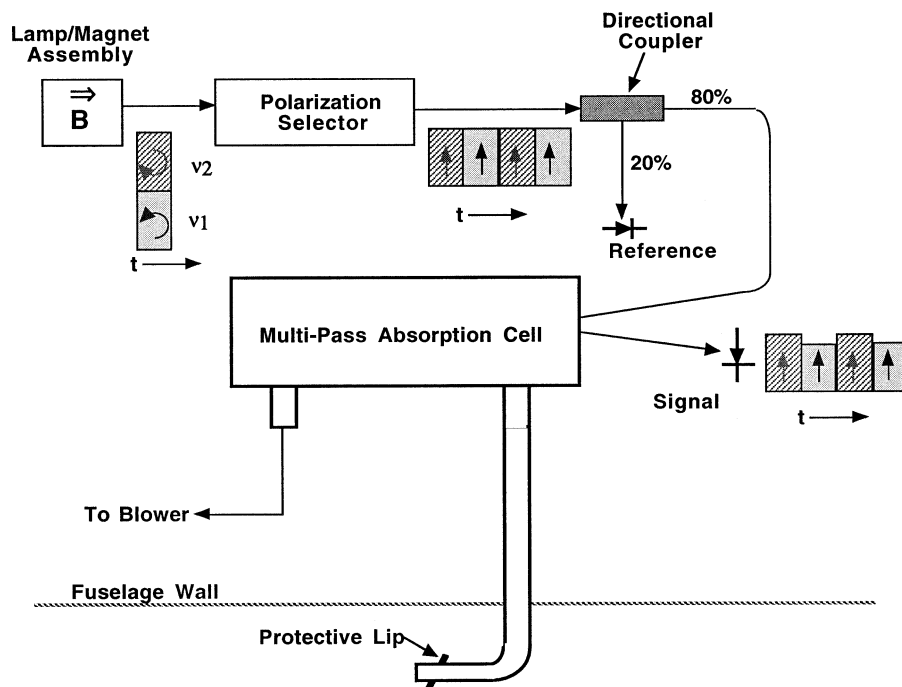 Lamp/Magnet
Assembly
⇒
B
Polarization
Selector
Directional
Coupler
80%
20%
ν2
ν1
t
t
Reference
Multi-Pass Absorption Cell
Signal
t
To Blower
Fuselage Wall
Protective Lip